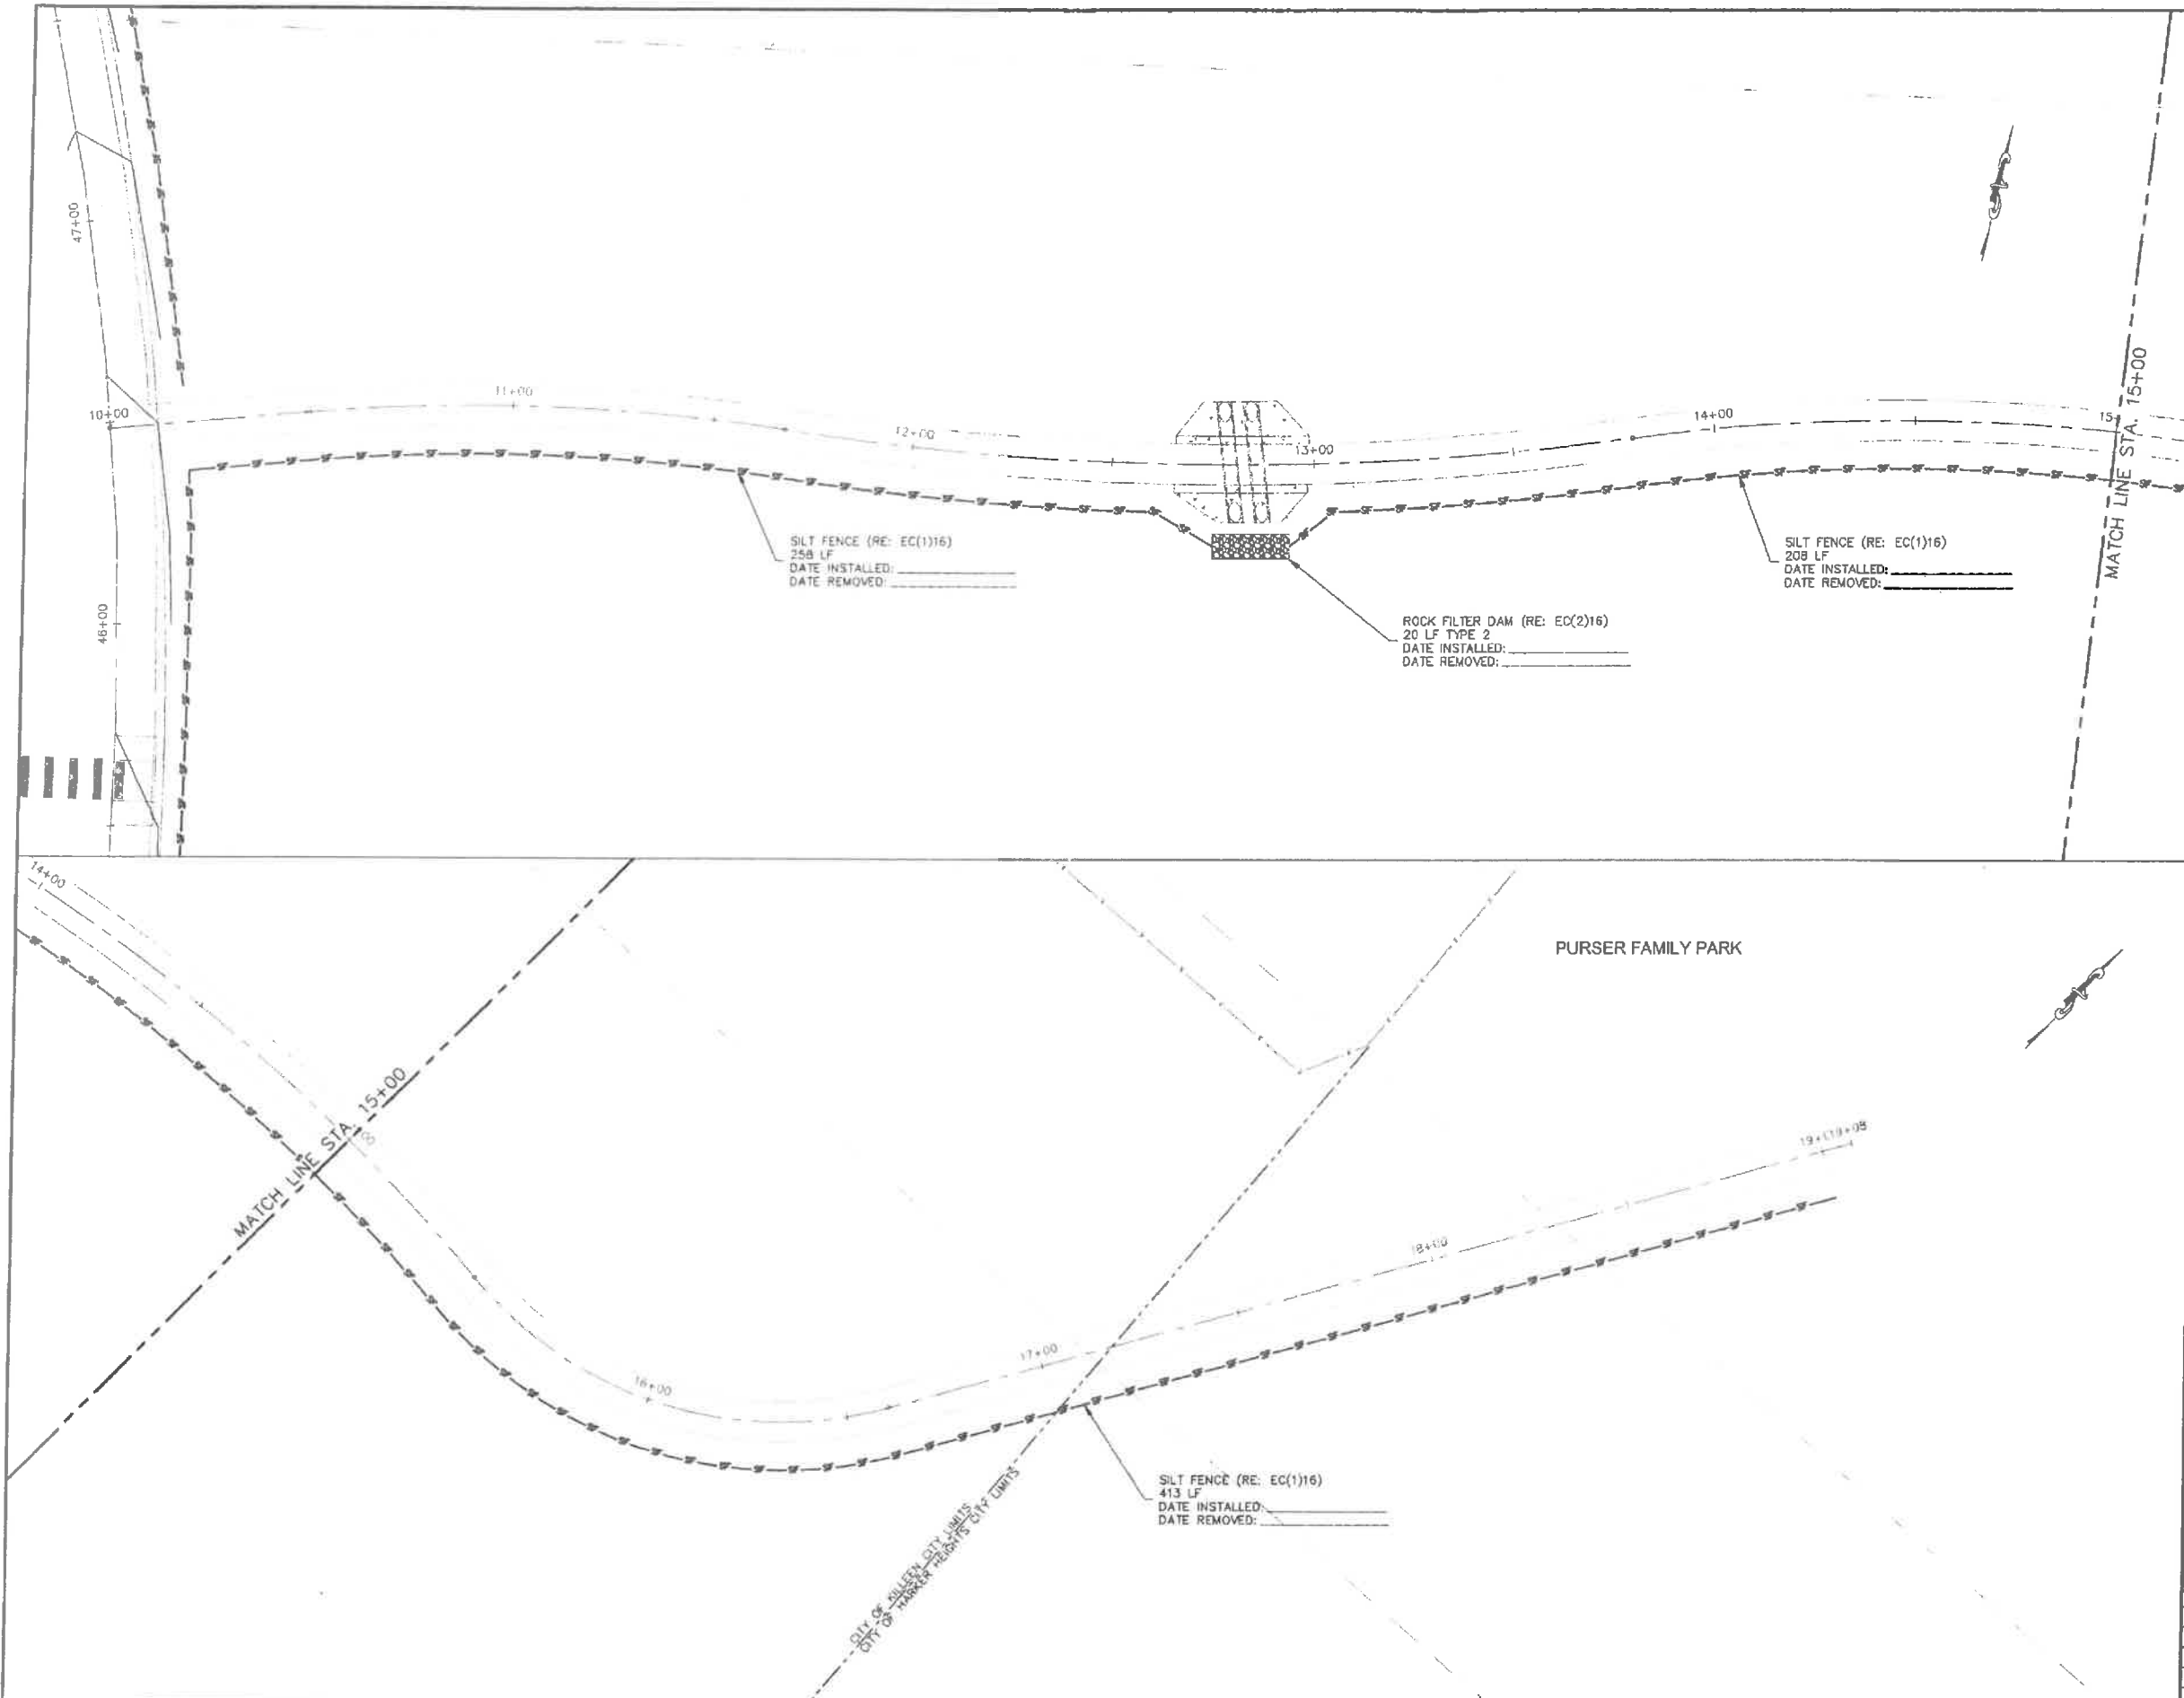 47+00
10+00
11+00
12+00
13+00
14+00
15
MATCH LINE STA. 15+00
46+00
SILT FENCE (RE: EC(1)16)
258 LF
DATE INSTALLED:
DATE REMOVED:
SILT FENCE (RE: EC(1)16)
208 LF
DATE INSTALLED:
DATE REMOVED:
ROCK FILTER DAM (RE: EC(2)16)
20 LF TYPE 2
DATE INSTALLED:
DATE REMOVED:
14+00
PURSER FAMILY PARK
MATCH LINE STA. 15+00
19+08
18+00
17+00
16+00
SILT FENCE (RE: EC(1)16)
413 LF
DATE INSTALLED:
DATE REMOVED:
CITY OF KILLEEN CITY LIMITS
CITY OF HARKER HEIGHTS CITY LIMITS